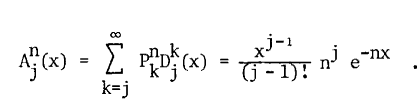 A_j^n(x) = \sum_{k=j}^{\infty} P_k^n D_j^k(x) = \frac{x^{j-1}}{(j-1)!} n^j e^{-nx} .